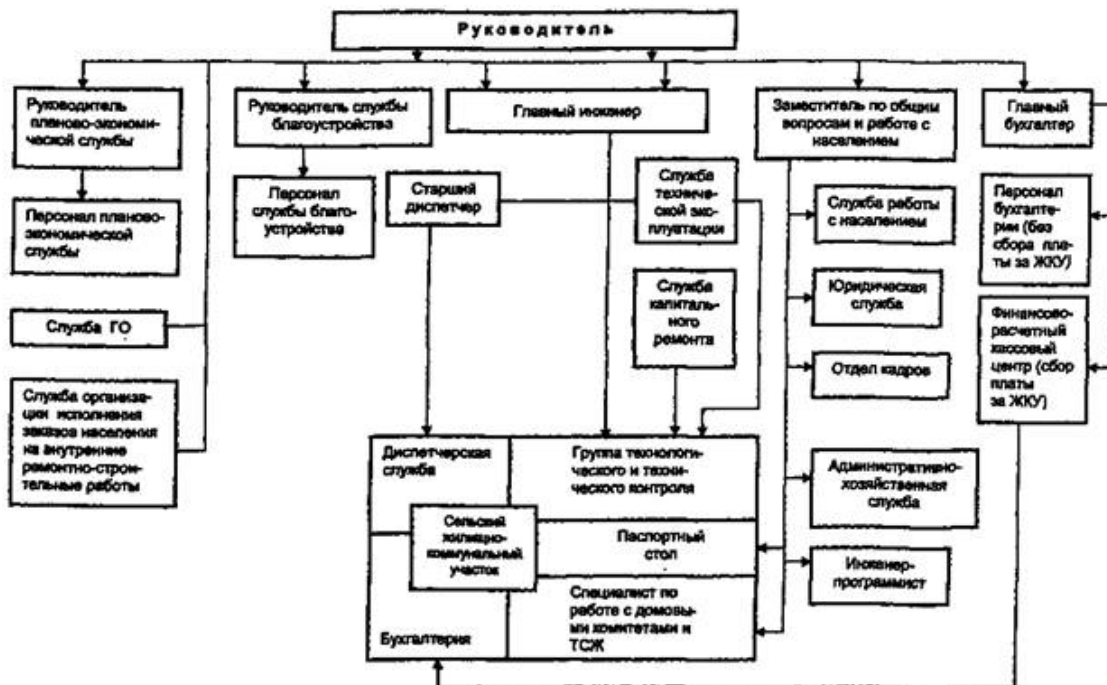 Руководитель
Руководитель
планово-экономи-
ческой службы
Руководитель службы
благоустройства
Главный инженер
Заместитель по общим
вопросам и работе с
населением
Главный
бухгалтер
Персонал планово-
экономической
службы
Персонал
службы благо-
устройства
Старший
диспетчер
Служба
техниче-
ской экс-
плуатации
Служба работы
с населением
Персонал
бухгалте-
рии (без
сбора пла-
ты за ЖКУ)
Служба ГО
Служба
капиталь-
ного
ремонта
Юридическая
служба
Финансово-
расчетный
кассовый
центр (сбор
платы
за ЖКУ)
Отдел кадров
Служба организа-
ции исполнения
заказов населения
на внутренние
ремонтно-строи-
тельные работы
Диспетчерская
служба
Группа технологи-
ческого и техни-
ческого контроля
Административно-
хозяйственная
служба
Сельский
жилищно-
коммунальный
участок
Паспортный
стол
Инженер-
программист
Бухгалтерия
Специалист по
работе с домовы-
ми комитетами и
ТСЖ